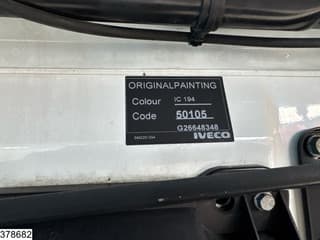 ORIGINALPAINTING
Colour IC 194
Code 50105
G26648348
IVECO
378682